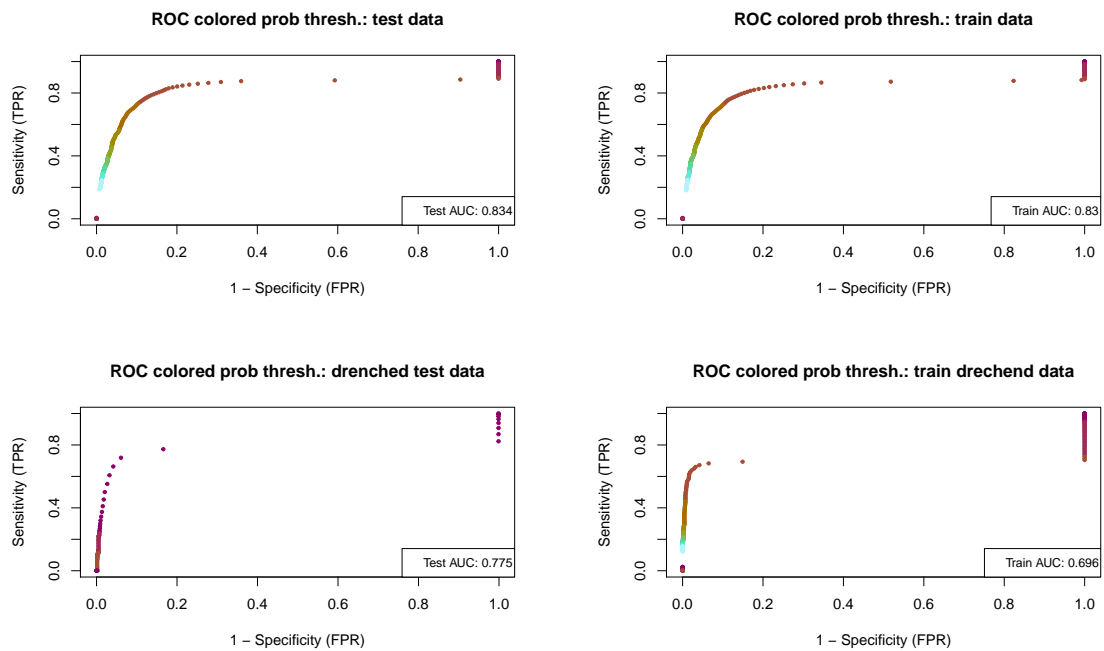 ROC colored prob thresh.: test data
Sensitivity (TPR)
0.0 0.4 0.8
Test AUC: 0.834
0.0 0.2 0.4 0.6 0.8 1.0
1 − Specificity (FPR)
ROC colored prob thresh.: train data
Sensitivity (TPR)
0.0 0.4 0.8
Train AUC: 0.83
0.0 0.2 0.4 0.6 0.8 1.0
1 − Specificity (FPR)
ROC colored prob thresh.: drenched test data
Sensitivity (TPR)
0.0 0.4 0.8
Test AUC: 0.775
0.0 0.2 0.4 0.6 0.8 1.0
1 − Specificity (FPR)
ROC colored prob thresh.: train drechend data
Sensitivity (TPR)
0.0 0.4 0.8
Train AUC: 0.696
0.0 0.2 0.4 0.6 0.8 1.0
1 − Specificity (FPR)